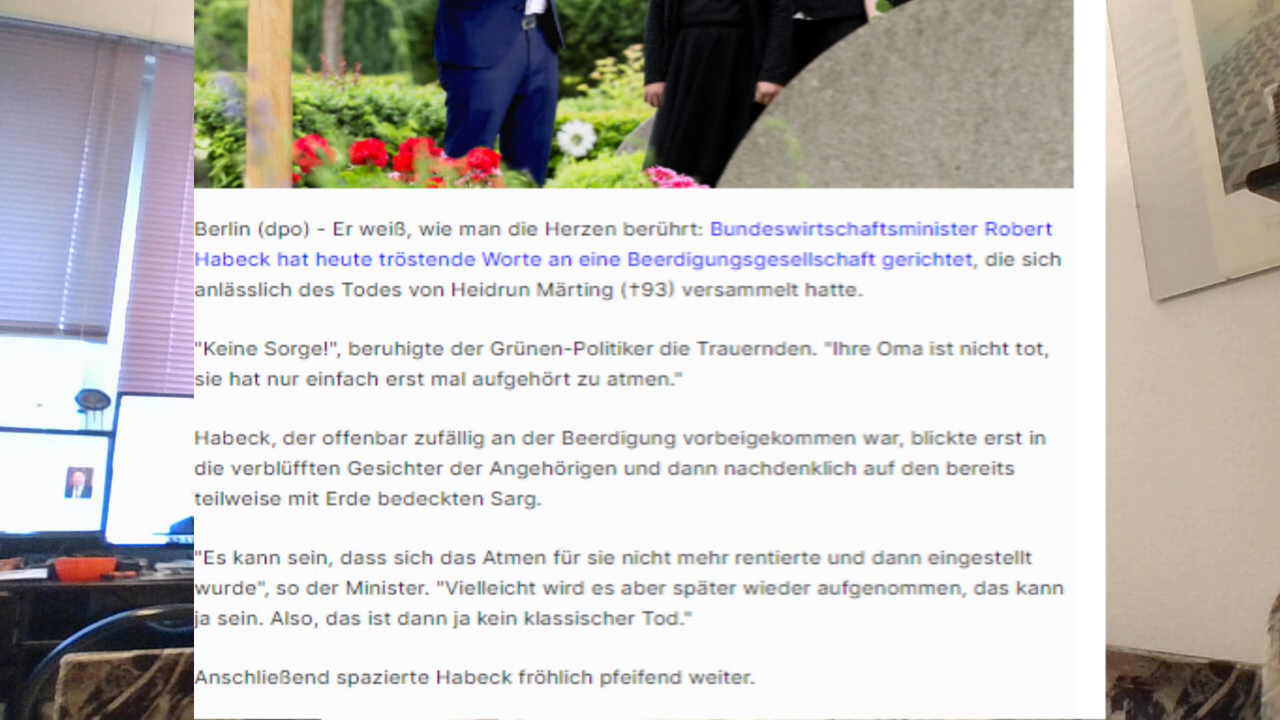 Berlin (dpo) - Er weiß, wie man die Herzen berührt: Bundeswirtschaftsminister Robert
Habeck hat heute tröstende Worte an eine Beerdigungsgesellschaft gerichtet, die sich
anlässlich des Todes von Heidrun Märting (†93) versammelt hatte.
"Keine Sorge!", beruhigte der Grünen-Politiker die Trauernden. "Ihre Oma ist nicht tot,
sie hat nur einfach erst mal aufgehört zu atmen."
Habeck, der offenbar zufällig an der Beerdigung vorbeigekommen war, blickte erst in
die verblüfften Gesichter der Angehörigen und dann nachdenklich auf den bereits
teilweise mit Erde bedeckten Sarg.
"Es kann sein, dass sich das Atmen für sie nicht mehr rentierte und dann eingestellt
wurde", so der Minister. "Vielleicht wird es aber später wieder aufgenommen, das kann
ja sein. Also, das ist dann ja kein klassischer Tod."
Anschließend spazierte Habeck fröhlich pfeifend weiter.